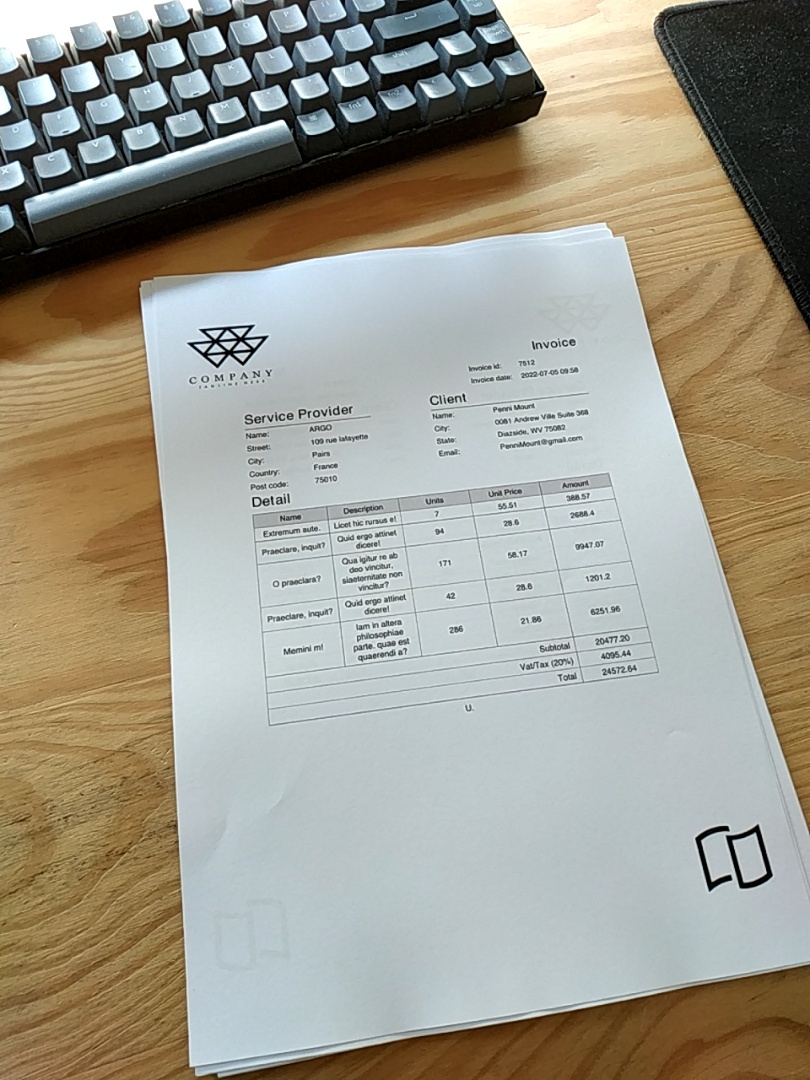 COMPANY
Invoice
Invoice id: 7512
Invoice date: 2022-07-05 09:58
Service Provider
Name: ARGO
Street: 109 rue lafayette
City: Pairs
Country: France
Post code: 75010
Client
Name: Penni Mount
City: 0081 Andrew Ville Suite 368
State: Diazside, WV 75082
Email: PenniMount@gmail.com
Detail
Name Description Units Unit Price Amount
Extremum aute. Licet hic rursus e! 7 55.51 388.57
Praeclare, inquit? Quid ergo attinet
dicere! 94 28.6 2688.4
O praeclara? Qua igitur re ab
deo vincitur,
siaeternitate non
vincitur? 171 58.17 9947.07
Praeclare, inquit? Quid ergo attinet
dicere! 42 28.6 1201.2
Memini m! Iam in altera
philosophiae
parte. quae est
quaerendi a? 286 21.86 6251.96
Subtotal 20477.20
Vat/Tax (20%) 4095.44
Total 24572.64
U.